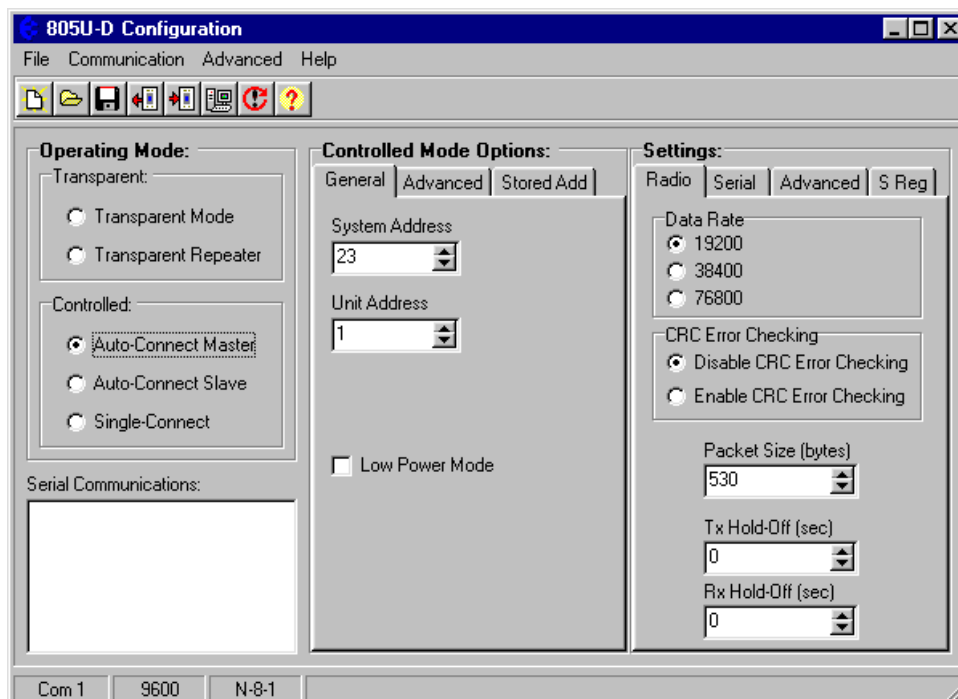 805U-D Configuration
File Communication Advanced Help
Operating Mode:
Transparent:
Transparent Mode
Transparent Repeater
Controlled:
Auto-Connect Master
Auto-Connect Slave
Single-Connect
Serial Communications:
Controlled Mode Options:
General Advanced Stored Add
System Address
23
Unit Address
1
Low Power Mode
Settings:
Radio Serial Advanced S Reg
Data Rate
19200
38400
76800
CRC Error Checking
Disable CRC Error Checking
Enable CRC Error Checking
Packet Size (bytes)
530
Tx Hold-Off (sec)
0
Rx Hold-Off (sec)
0
Com 1 9600 N-8-1